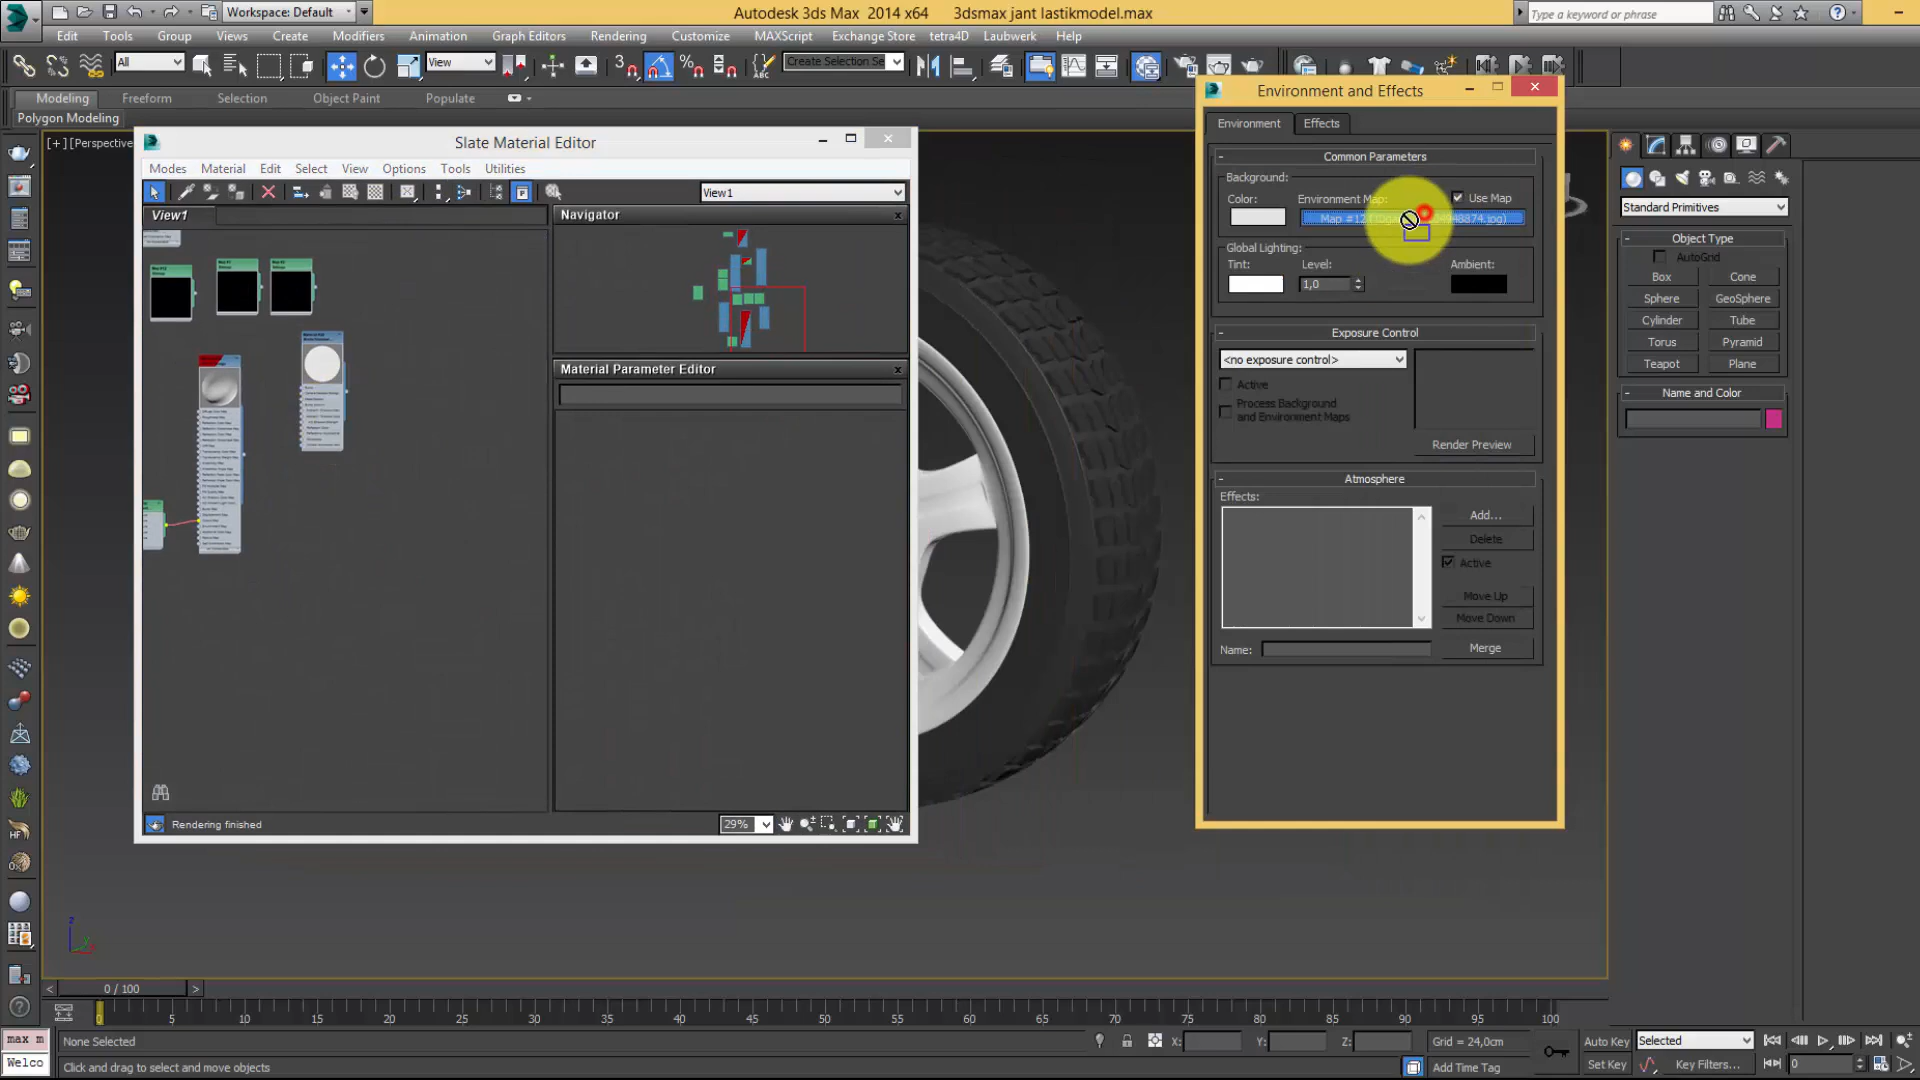 Workspace: Default
Autodesk 3ds Max  2014 x64     3dsmax jant lastikmodel.max
Type a keyword or phrase
Edit Tools Group Views Create Modifiers Animation Graph Editors Rendering Customize MAXScript Exchange Store tetra4D Laubwerk Help
All View Create Selection Se
Modeling Freeform Selection Object Paint Populate
Polygon Modeling
[+][Perspective
Slate Material Editor
Modes Material Edit Select View Options Tools Utilities
View1
View1
Navigator
Material Parameter Editor
Rendering finished
29%
Environment and Effects
Environment Effects
Common Parameters
Background:
Color: Environment Map: Use Map
Map #12
Global Lighting:
Tint: Level: Ambient:
1,0
Exposure Control
<no exposure control>
Active
Process Background
and Environment Maps
Render Preview
Atmosphere
Effects:
Add...
Delete
Active
Move Up
Move Down
Name: Merge
Standard Primitives
Object Type
AutoGrid
Box Cone
Sphere GeoSphere
Cylinder Tube
Torus Pyramid
Teapot Plane
Name and Color
0 / 100
0 5 10 15 20 25 30 35 40 45 50 55 60 65 70 75 80 85 90 95 100
max m None Selected X: Y: Z: Grid = 24,0cm Auto Key Selected
Welco Click and drag to select and move objects Add Time Tag Set Key Key Filters... 0